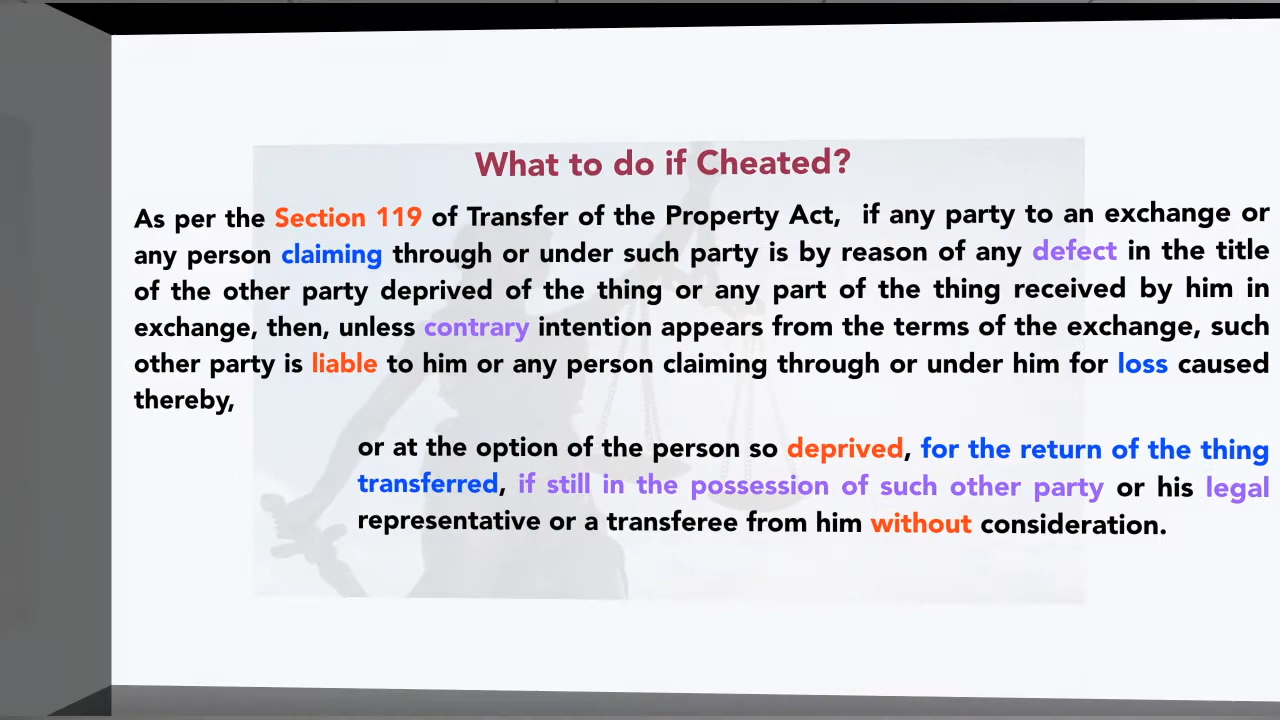 What to do if Cheated?
As per the Section 119 of Transfer of the Property Act, if any party to an exchange or
any person claiming through or under such party is by reason of any defect in the title
of the other party deprived of the thing or any part of the thing received by him in
exchange, then, unless contrary intention appears from the terms of the exchange, such
other party is liable to him or any person claiming through or under him for loss caused
thereby,
or at the option of the person so deprived, for the return of the thing
transferred, if still in the possession of such other party or his legal
representative or a transferee from him without consideration.